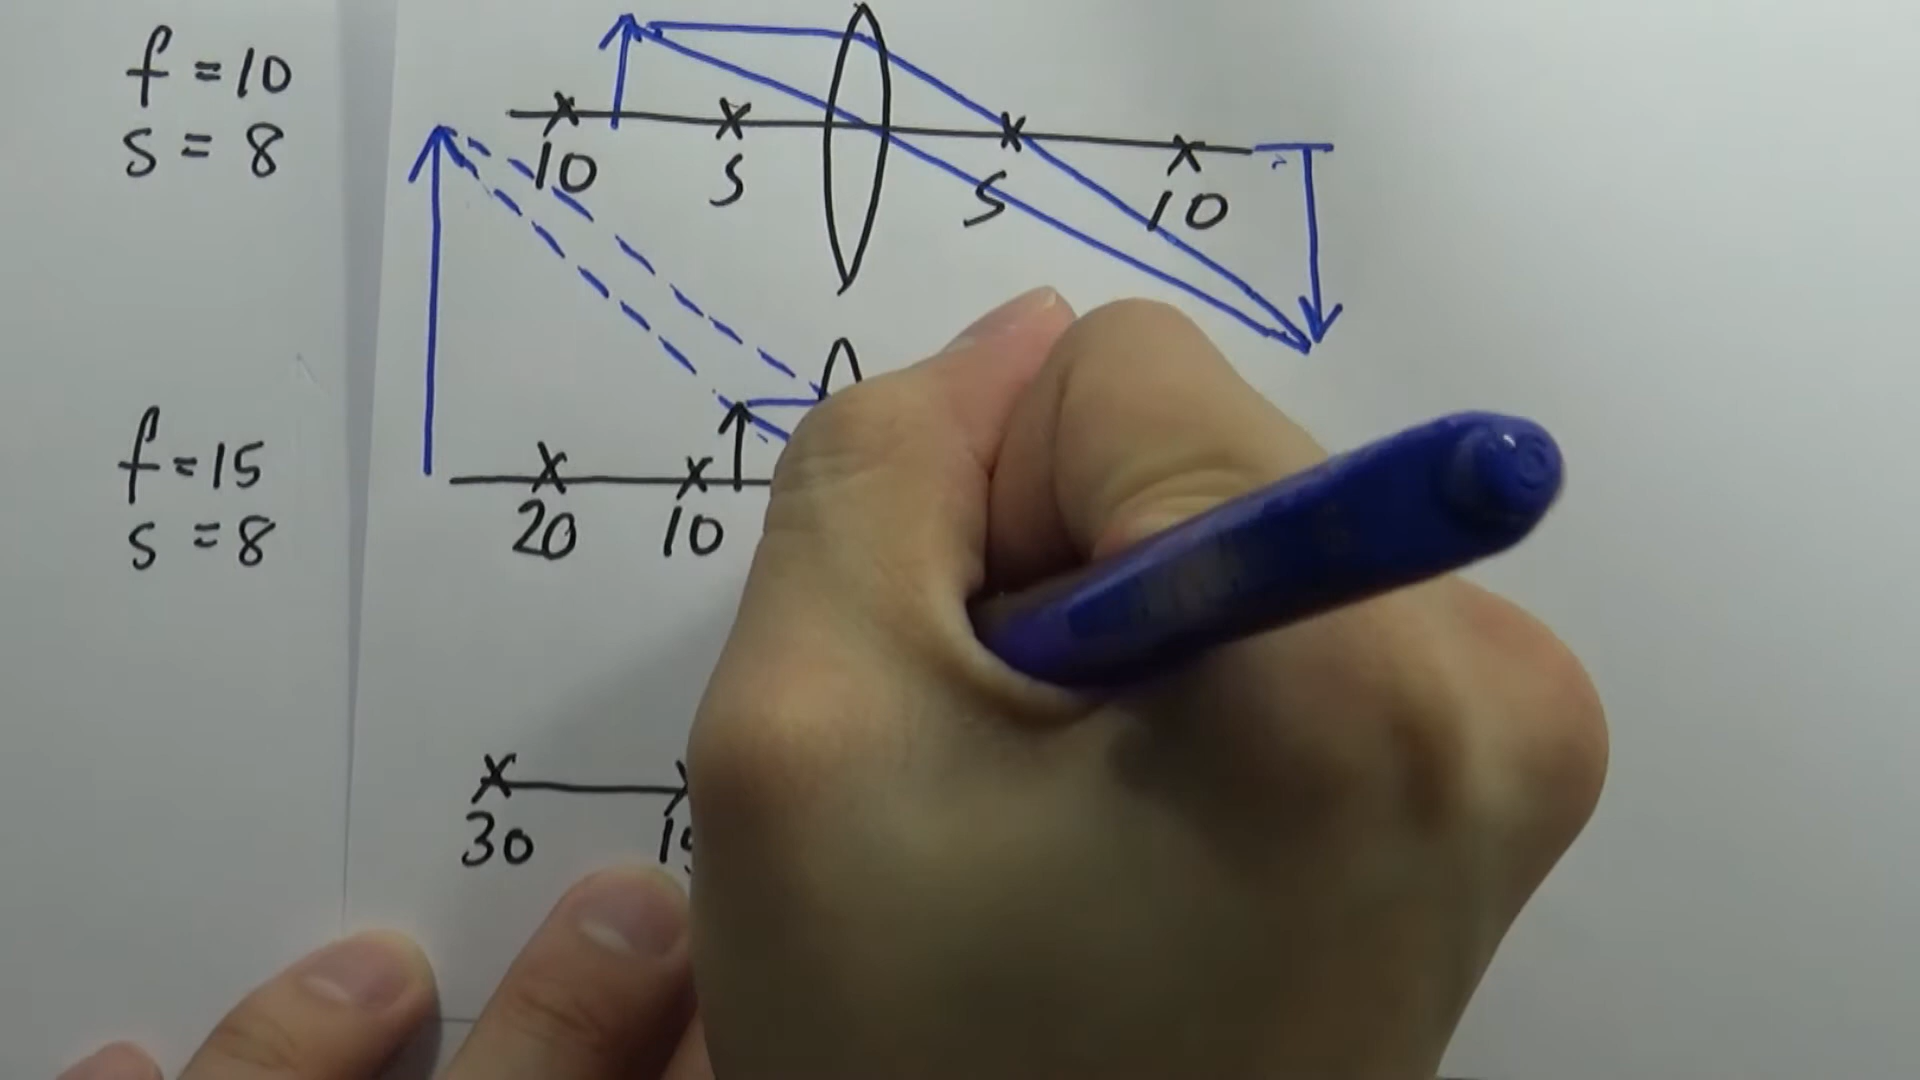 f = 10
s = 8
10 5 5 10
f = 15
s = 8
20 10
30